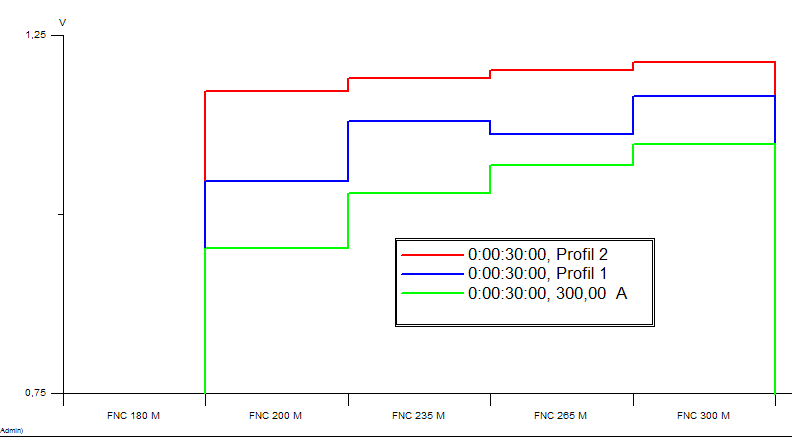 V
1,25
0:00:30:00, Profil 2
0:00:30:00, Profil 1
0:00:30:00, 300,00 A
0,75
FNC 180 M FNC 200 M FNC 235 M FNC 265 M FNC 300 M
Admin)